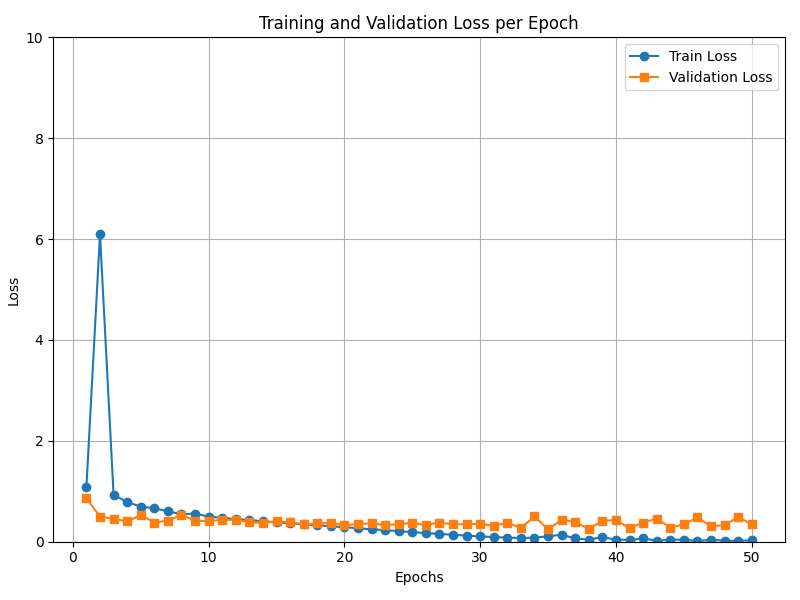 Training and Validation Loss per Epoch
Train Loss
Validation Loss
10
8
6
4
2
0
Loss
0 10 20 30 40 50
Epochs